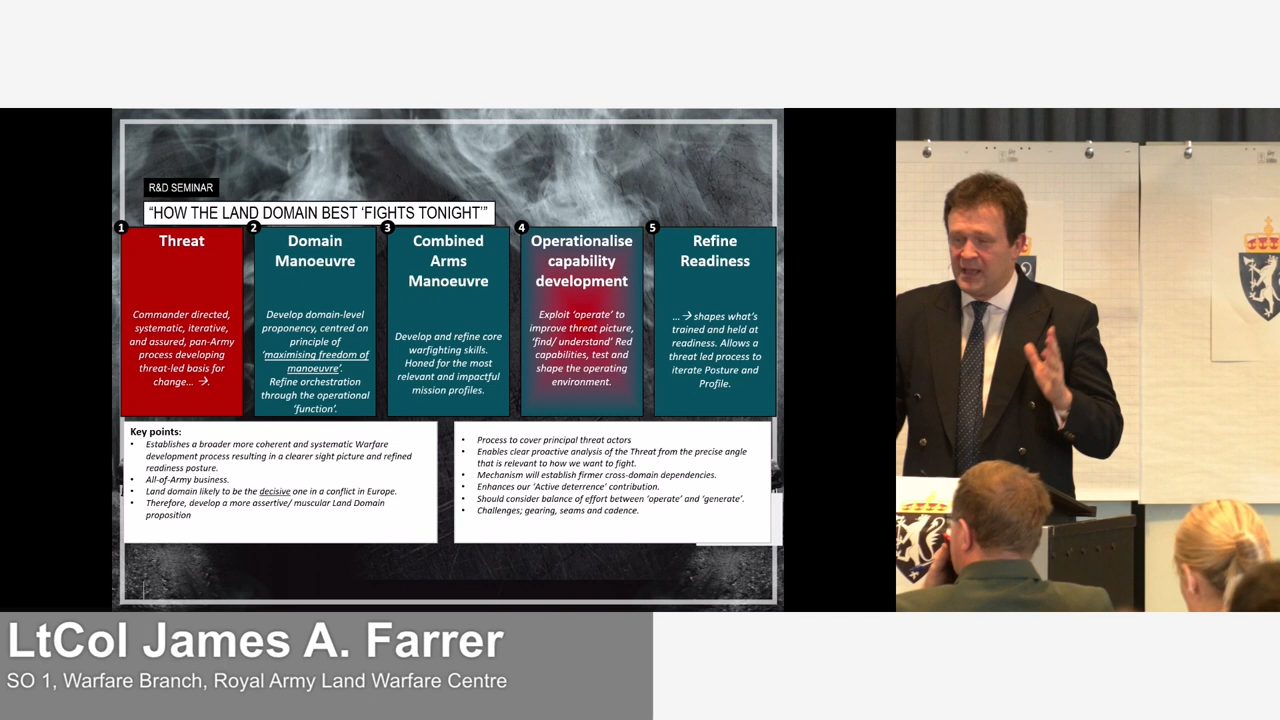 R&D SEMINAR
“HOW THE LAND DOMAIN BEST ‘FIGHTS TONIGHT’”
1
Threat
Commander directed,
systematic, iterative,
and assured, pan-Army
process developing
threat-led basis for
change… →.
2
Domain
Manoeuvre
Develop domain-level
proponency, centred on
principle of
‘maximising freedom of
manoeuvre’.
Refine orchestration
through the operational
‘function’.
3
Combined
Arms
Manoeuvre
Develop and refine core
warfighting skills.
Honed for the most
relevant and impactful
mission profiles.
4
Operationalise
capability
development
Exploit ‘operate’ to
improve threat picture,
‘find/ understand’ Red
capabilities, test and
shape the operating
environment.
5
Refine
Readiness
…→ shapes what’s
trained and held at
readiness. Allows a
threat led process to
iterate Posture and
Profile.
Key points:
• Establishes a broader more coherent and systematic Warfare
development process resulting in a clearer sight picture and refined
readiness posture.
• All-of-Army business.
• Land domain likely to be the decisive one in a conflict in Europe.
• Therefore, develop a more assertive/ muscular Land Domain
proposition
• Process to cover principal threat actors
• Enables clear proactive analysis of the Threat from the precise angle
that is relevant to how we want to fight.
• Mechanism will establish firmer cross-domain dependencies.
• Enhances our ‘Active deterrence’ contribution.
• Should consider balance of effort between ‘operate’ and ‘generate’.
• Challenges; gearing, seams and cadence.
LtCol James A. Farrer
SO 1, Warfare Branch, Royal Army Land Warfare Centre